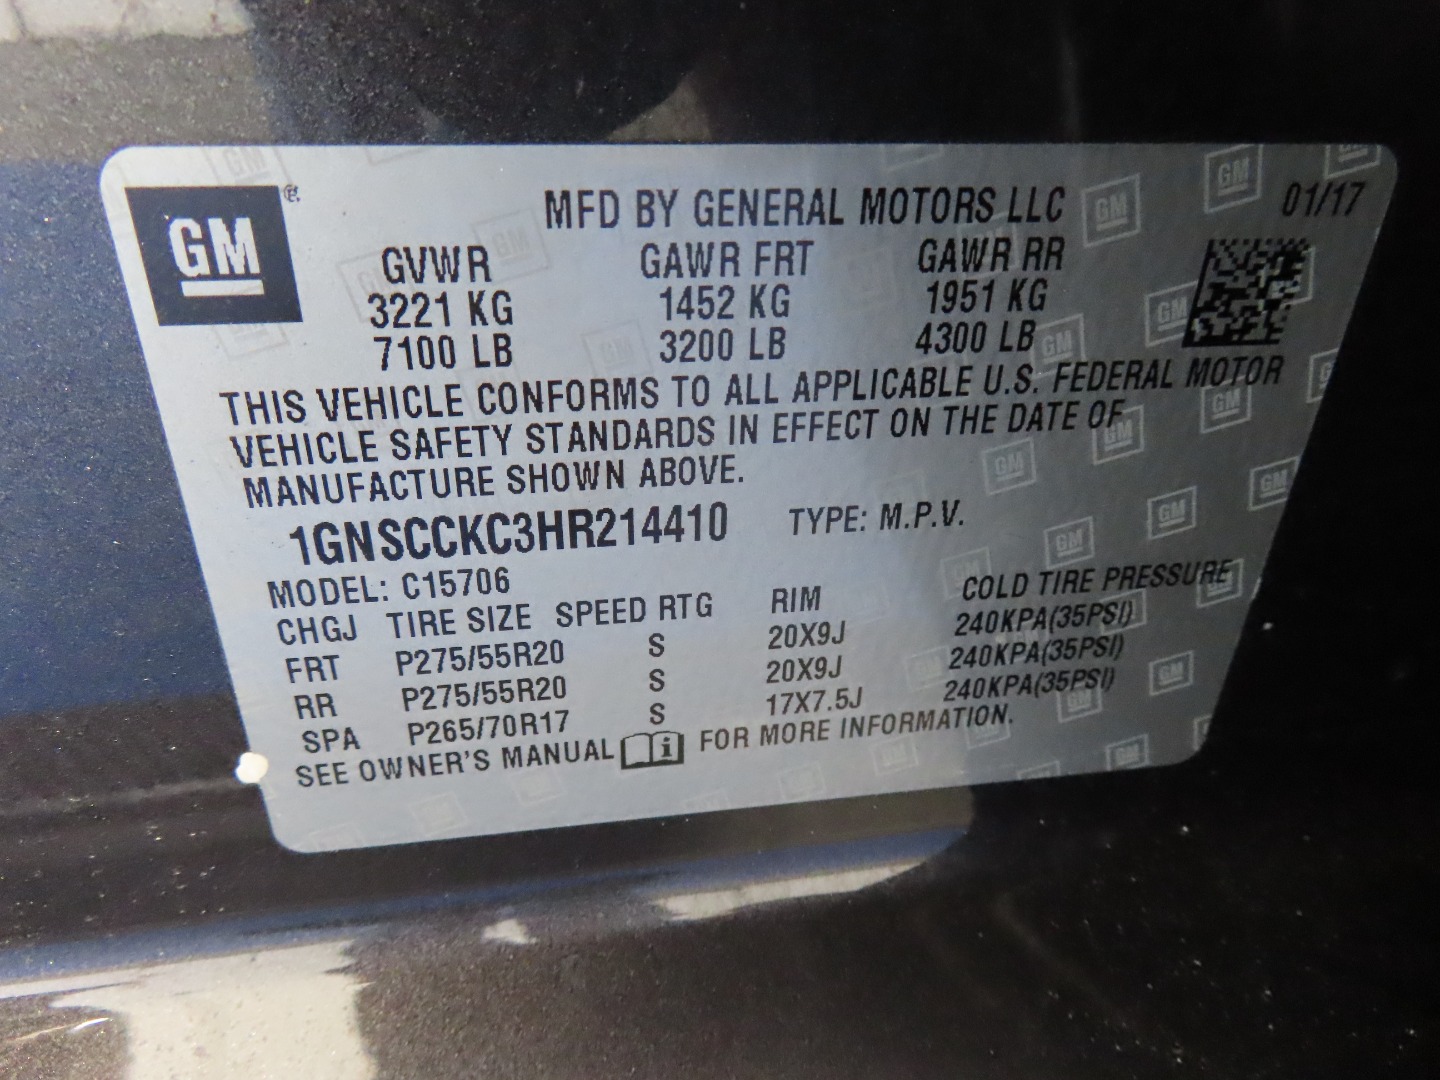 GM
MFD BY GENERAL MOTORS LLC 01/17
GVWR GAWR FRT GAWR RR
3221 KG 1452 KG 1951 KG
7100 LB 3200 LB 4300 LB
THIS VEHICLE CONFORMS TO ALL APPLICABLE U.S. FEDERAL MOTOR
VEHICLE SAFETY STANDARDS IN EFFECT ON THE DATE OF
MANUFACTURE SHOWN ABOVE.
1GNSCCKC3HR214410 TYPE: M.P.V.
MODEL: C15706
CHGJ TIRE SIZE SPEED RTG RIM COLD TIRE PRESSURE
FRT P275/55R20 S 20X9J 240KPA(35PSI)
RR P275/55R20 S 20X9J 240KPA(35PSI)
SPA P265/70R17 S 17X7.5J 240KPA(35PSI)
SEE OWNER'S MANUAL FOR MORE INFORMATION.